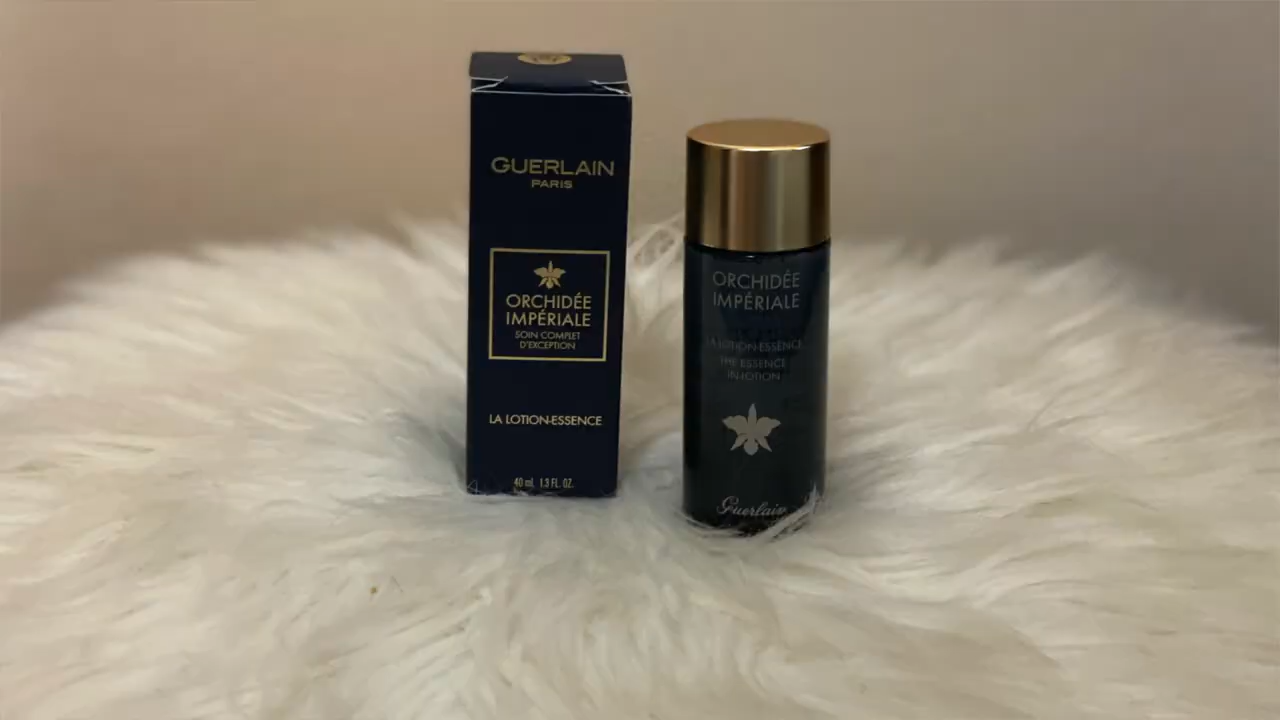 GUERLAIN
PARIS
ORCHIDÉE
IMPÉRIALE
SOIN COMPLET
D'EXCEPTION
LA LOTION-ESSENCE
40 ml 1.3 FL. OZ.
ORCHIDÉE
IMPÉRIALE
LA LOTION-ESSENCE
THE ESSENCE
IN-LOTION
Guerlain